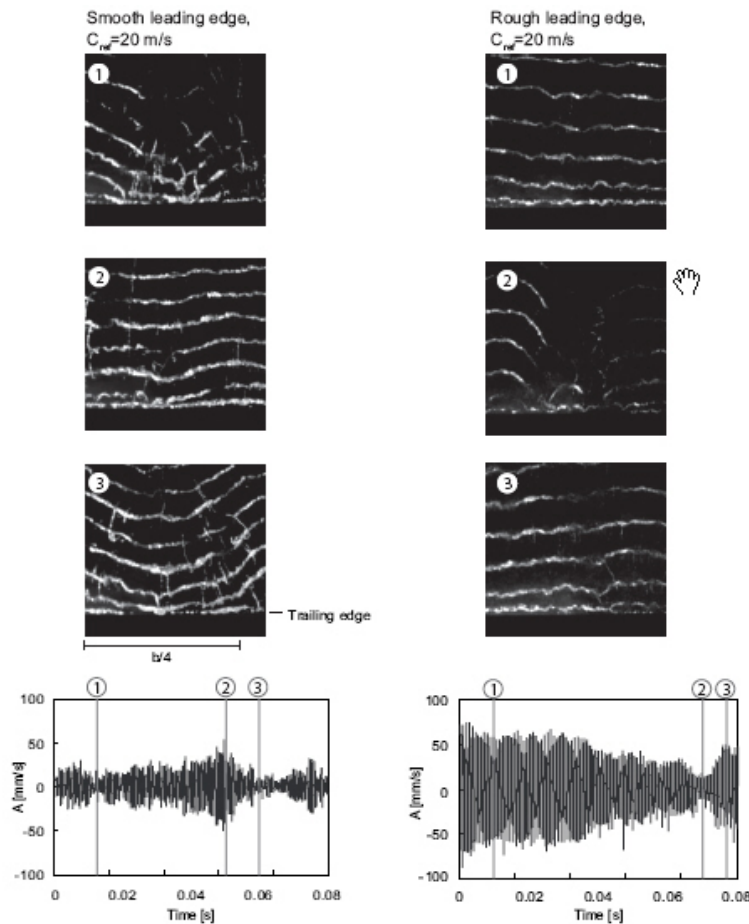 Smooth leading edge,
C_ref=20 m/s
Rough leading edge,
C_ref=20 m/s
1
1
2
2
3
3
Trailing edge
b/4
1 2 3
1 2 3
100
50
0
-50
-100
A [mm/s]
0 0.02 0.04 0.06 0.08
Time [s]
100
50
0
-50
-100
A [mm/s]
0 0.02 0.04 0.06 0.08
Time [s]